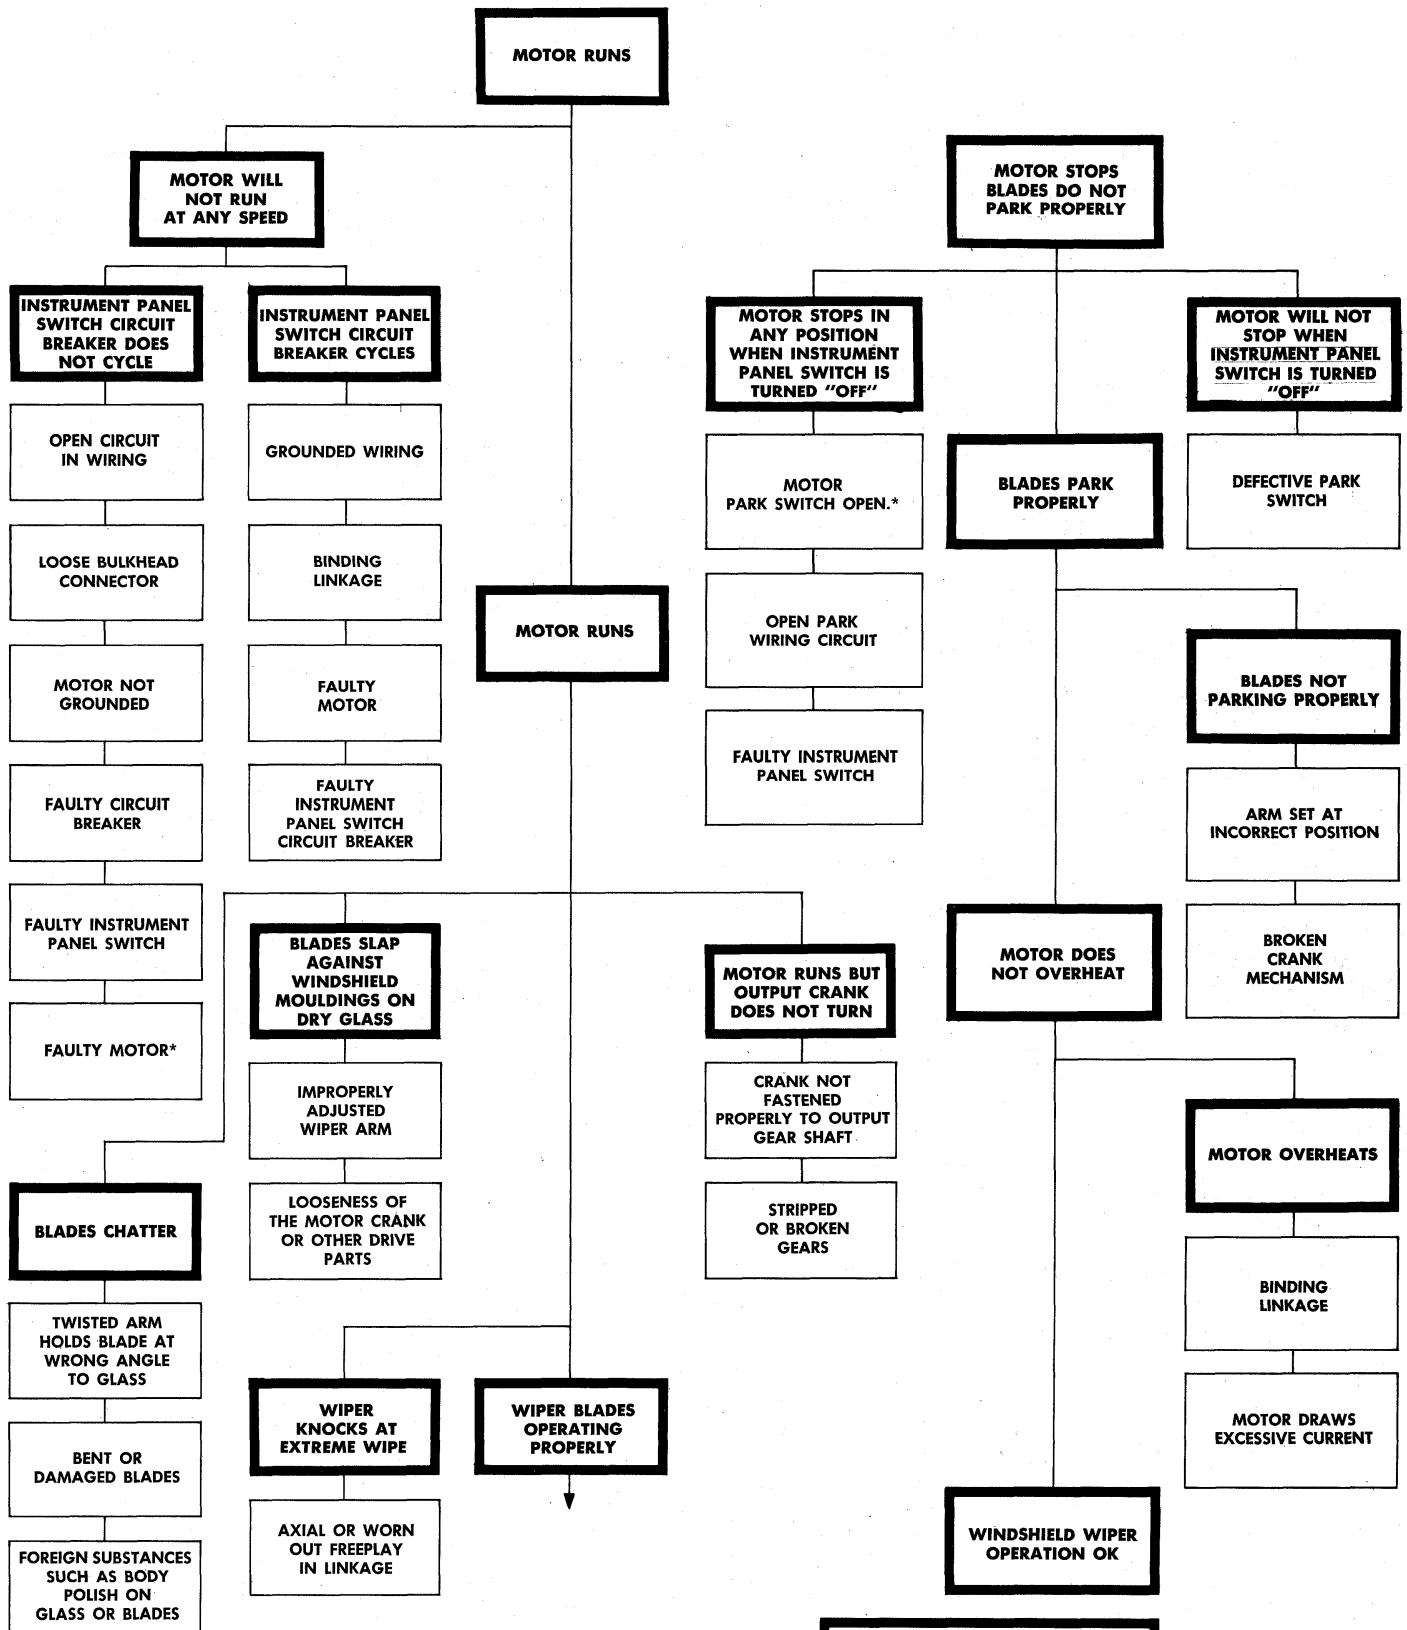 MOTOR RUNS
MOTOR WILL
NOT RUN
AT ANY SPEED
INSTRUMENT PANEL
SWITCH CIRCUIT
BREAKER DOES
NOT CYCLE
OPEN CIRCUIT
IN WIRING
LOOSE BULKHEAD
CONNECTOR
MOTOR NOT
GROUNDED
FAULTY CIRCUIT
BREAKER
FAULTY INSTRUMENT
PANEL SWITCH
FAULTY MOTOR*
INSTRUMENT PANEL
SWITCH CIRCUIT
BREAKER CYCLES
GROUNDED WIRING
BINDING
LINKAGE
FAULTY
MOTOR
FAULTY
INSTRUMENT
PANEL SWITCH
CIRCUIT BREAKER
MOTOR RUNS
BLADES CHATTER
TWISTED ARM
HOLDS BLADE AT
WRONG ANGLE
TO GLASS
BENT OR
DAMAGED BLADES
FOREIGN SUBSTANCES
SUCH AS BODY
POLISH ON
GLASS OR BLADES
BLADES SLAP
AGAINST
WINDSHIELD
MOULDINGS ON
DRY GLASS
IMPROPERLY
ADJUSTED
WIPER ARM
LOOSENESS OF
THE MOTOR CRANK
OR OTHER DRIVE
PARTS
MOTOR RUNS BUT
OUTPUT CRANK
DOES NOT TURN
CRANK NOT
FASTENED
PROPERLY TO OUTPUT
GEAR SHAFT
STRIPPED
OR BROKEN
GEARS
WIPER
KNOCKS AT
EXTREME WIPE
AXIAL OR WORN
OUT FREEPLAY
IN LINKAGE
WIPER BLADES
OPERATING
PROPERLY
MOTOR STOPS
BLADES DO NOT
PARK PROPERLY
MOTOR STOPS IN
ANY POSITION
WHEN INSTRUMENT
PANEL SWITCH IS
TURNED "OFF"
MOTOR
PARK SWITCH OPEN.*
OPEN PARK
WIRING CIRCUIT
FAULTY INSTRUMENT
PANEL SWITCH
MOTOR WILL NOT
STOP WHEN
INSTRUMENT PANEL
SWITCH IS TURNED
"OFF"
DEFECTIVE PARK
SWITCH
BLADES PARK
PROPERLY
BLADES NOT
PARKING PROPERLY
ARM SET AT
INCORRECT POSITION
BROKEN
CRANK
MECHANISM
MOTOR DOES
NOT OVERHEAT
MOTOR OVERHEATS
BINDING
LINKAGE
MOTOR DRAWS
EXCESSIVE CURRENT
WINDSHIELD WIPER
OPERATION OK